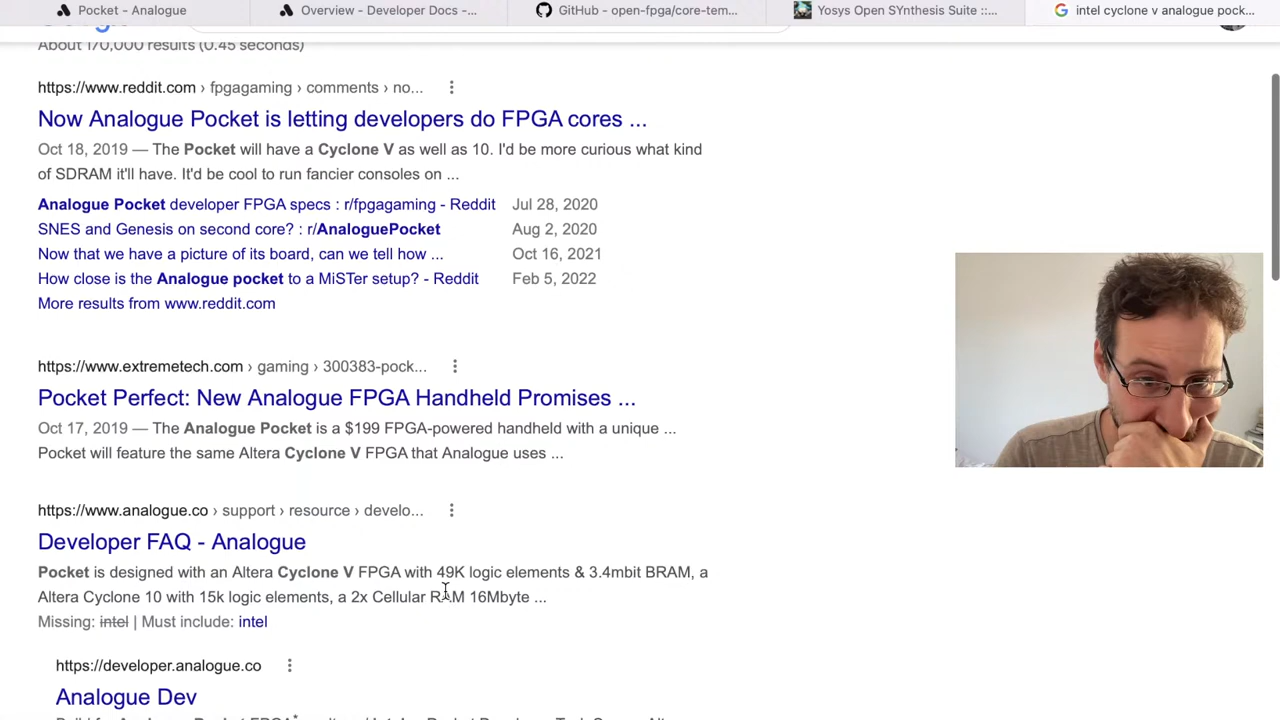 Pocket - Analogue
Overview - Developer Docs -...
GitHub - open-fpga/core-tem...
Yosys Open SYnthesis Suite ::...
intel cyclone v analogue pock...
About 170,000 results (0.45 seconds)
https://www.reddit.com › fpgagaming › comments › no...
Now Analogue Pocket is letting developers do FPGA cores ...
Oct 18, 2019 — The Pocket will have a Cyclone V as well as 10. I'd be more curious what kind
of SDRAM it'll have. It'd be cool to run fancier consoles on ...
Analogue Pocket developer FPGA specs : r/fpgagaming - Reddit Jul 28, 2020
SNES and Genesis on second core? : r/AnaloguePocket Aug 2, 2020
Now that we have a picture of its board, can we tell how ... Oct 16, 2021
How close is the Analogue pocket to a MiSTer setup? - Reddit Feb 5, 2022
More results from www.reddit.com
https://www.extremetech.com › gaming › 300383-pock...
Pocket Perfect: New Analogue FPGA Handheld Promises ...
Oct 17, 2019 — The Analogue Pocket is a $199 FPGA-powered handheld with a unique ...
Pocket will feature the same Altera Cyclone V FPGA that Analogue uses ...
https://www.analogue.co › support › resource › develo...
Developer FAQ - Analogue
Pocket is designed with an Altera Cyclone V FPGA with 49K logic elements & 3.4mbit BRAM, a
Altera Cyclone 10 with 15k logic elements, a 2x Cellular RAM 16Mbyte ...
Missing: intel | Must include: intel
https://developer.analogue.co
Analogue Dev